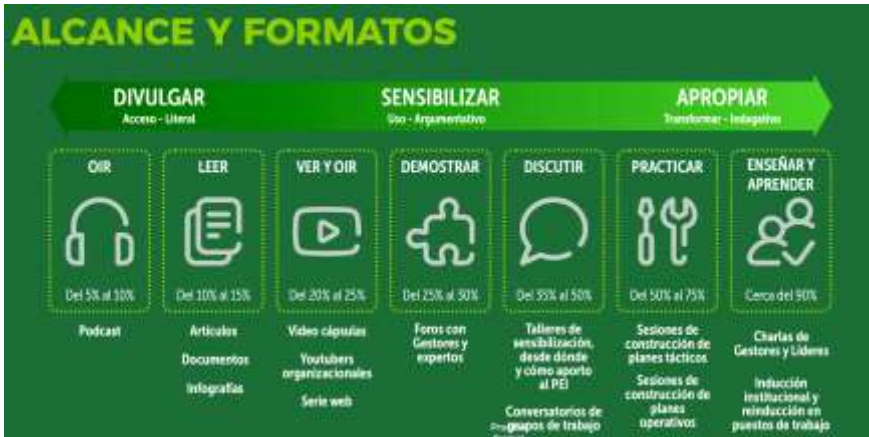 ALCANCE Y FORMATOS
DIVULGAR
Acceso - Literal
SENSIBILIZAR
Uso - Argumentativo
APROPIAR
Transformar - Indagativo
OIR
Del 5% al 10%
Podcast
LEER
Del 10% al 15%
Artículos
Documentos
Infografías
VER Y OIR
Del 20% al 25%
Video cápsulas
Youtubers
organizacionales
Serie web
DEMOSTRAR
Del 25% al 30%
Foros con
Gestores y
expertos
DISCUTIR
Del 35% al 50%
Talleres de
sensibilización,
desde dónde
y cómo aporto
al PEI
Conversatorios de
grupos de trabajo
PRACTICAR
Del 50% al 75%
Sesiones de
construcción de
planes tácticos
Sesiones de
construcción de
planes
operativos
ENSEÑAR Y
APRENDER
Cerca del 90%
Charlas de
Gestores y Líderes
Inducción
institucional y
reinducción en
puestos de trabajo